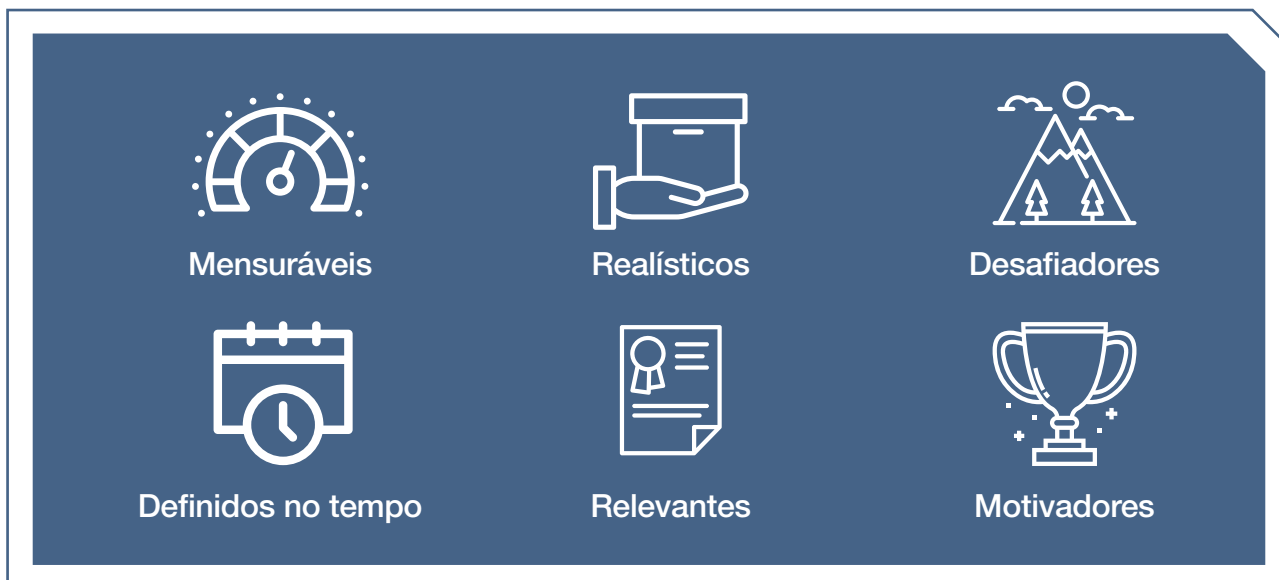 Mensuráveis
Realísticos
Desafiadores
Definidos no tempo
Relevantes
Motivadores